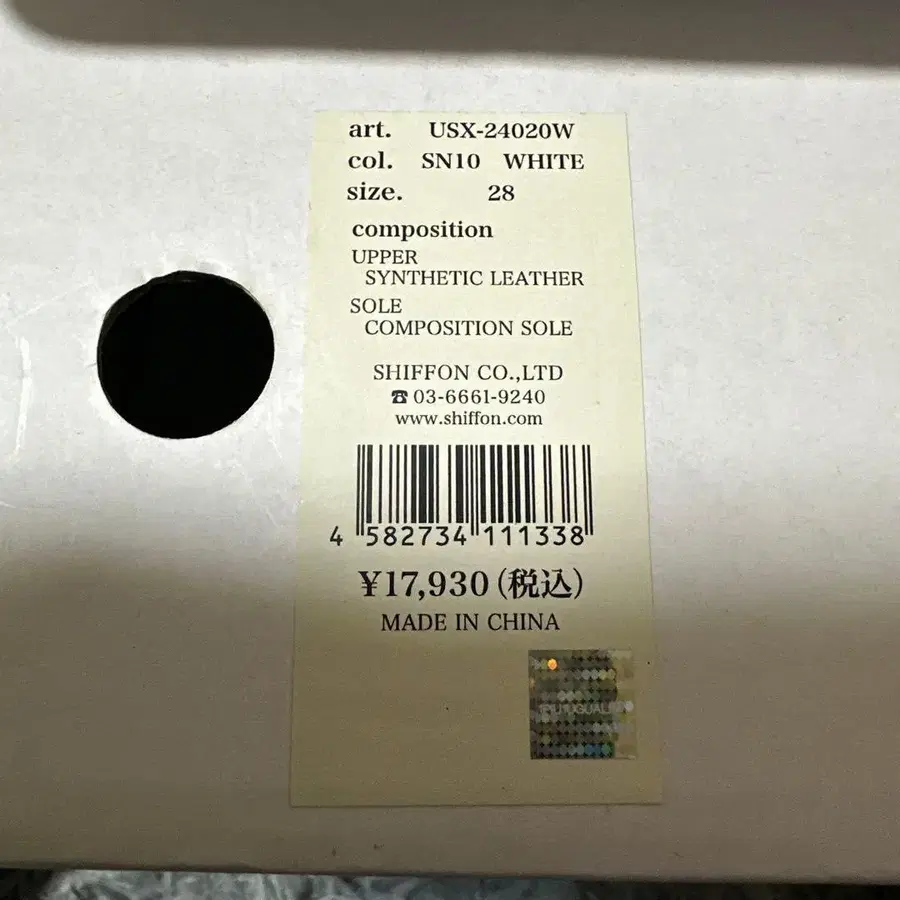 art. USX-24020W
col. SN10 WHITE
size. 28
composition
UPPER
SYNTHETIC LEATHER
SOLE
COMPOSITION SOLE
SHIFFON CO.,LTD
☎ 03-6661-9240
www.shiffon.com
4 582734 111338
¥17,930(税込)
MADE IN CHINA